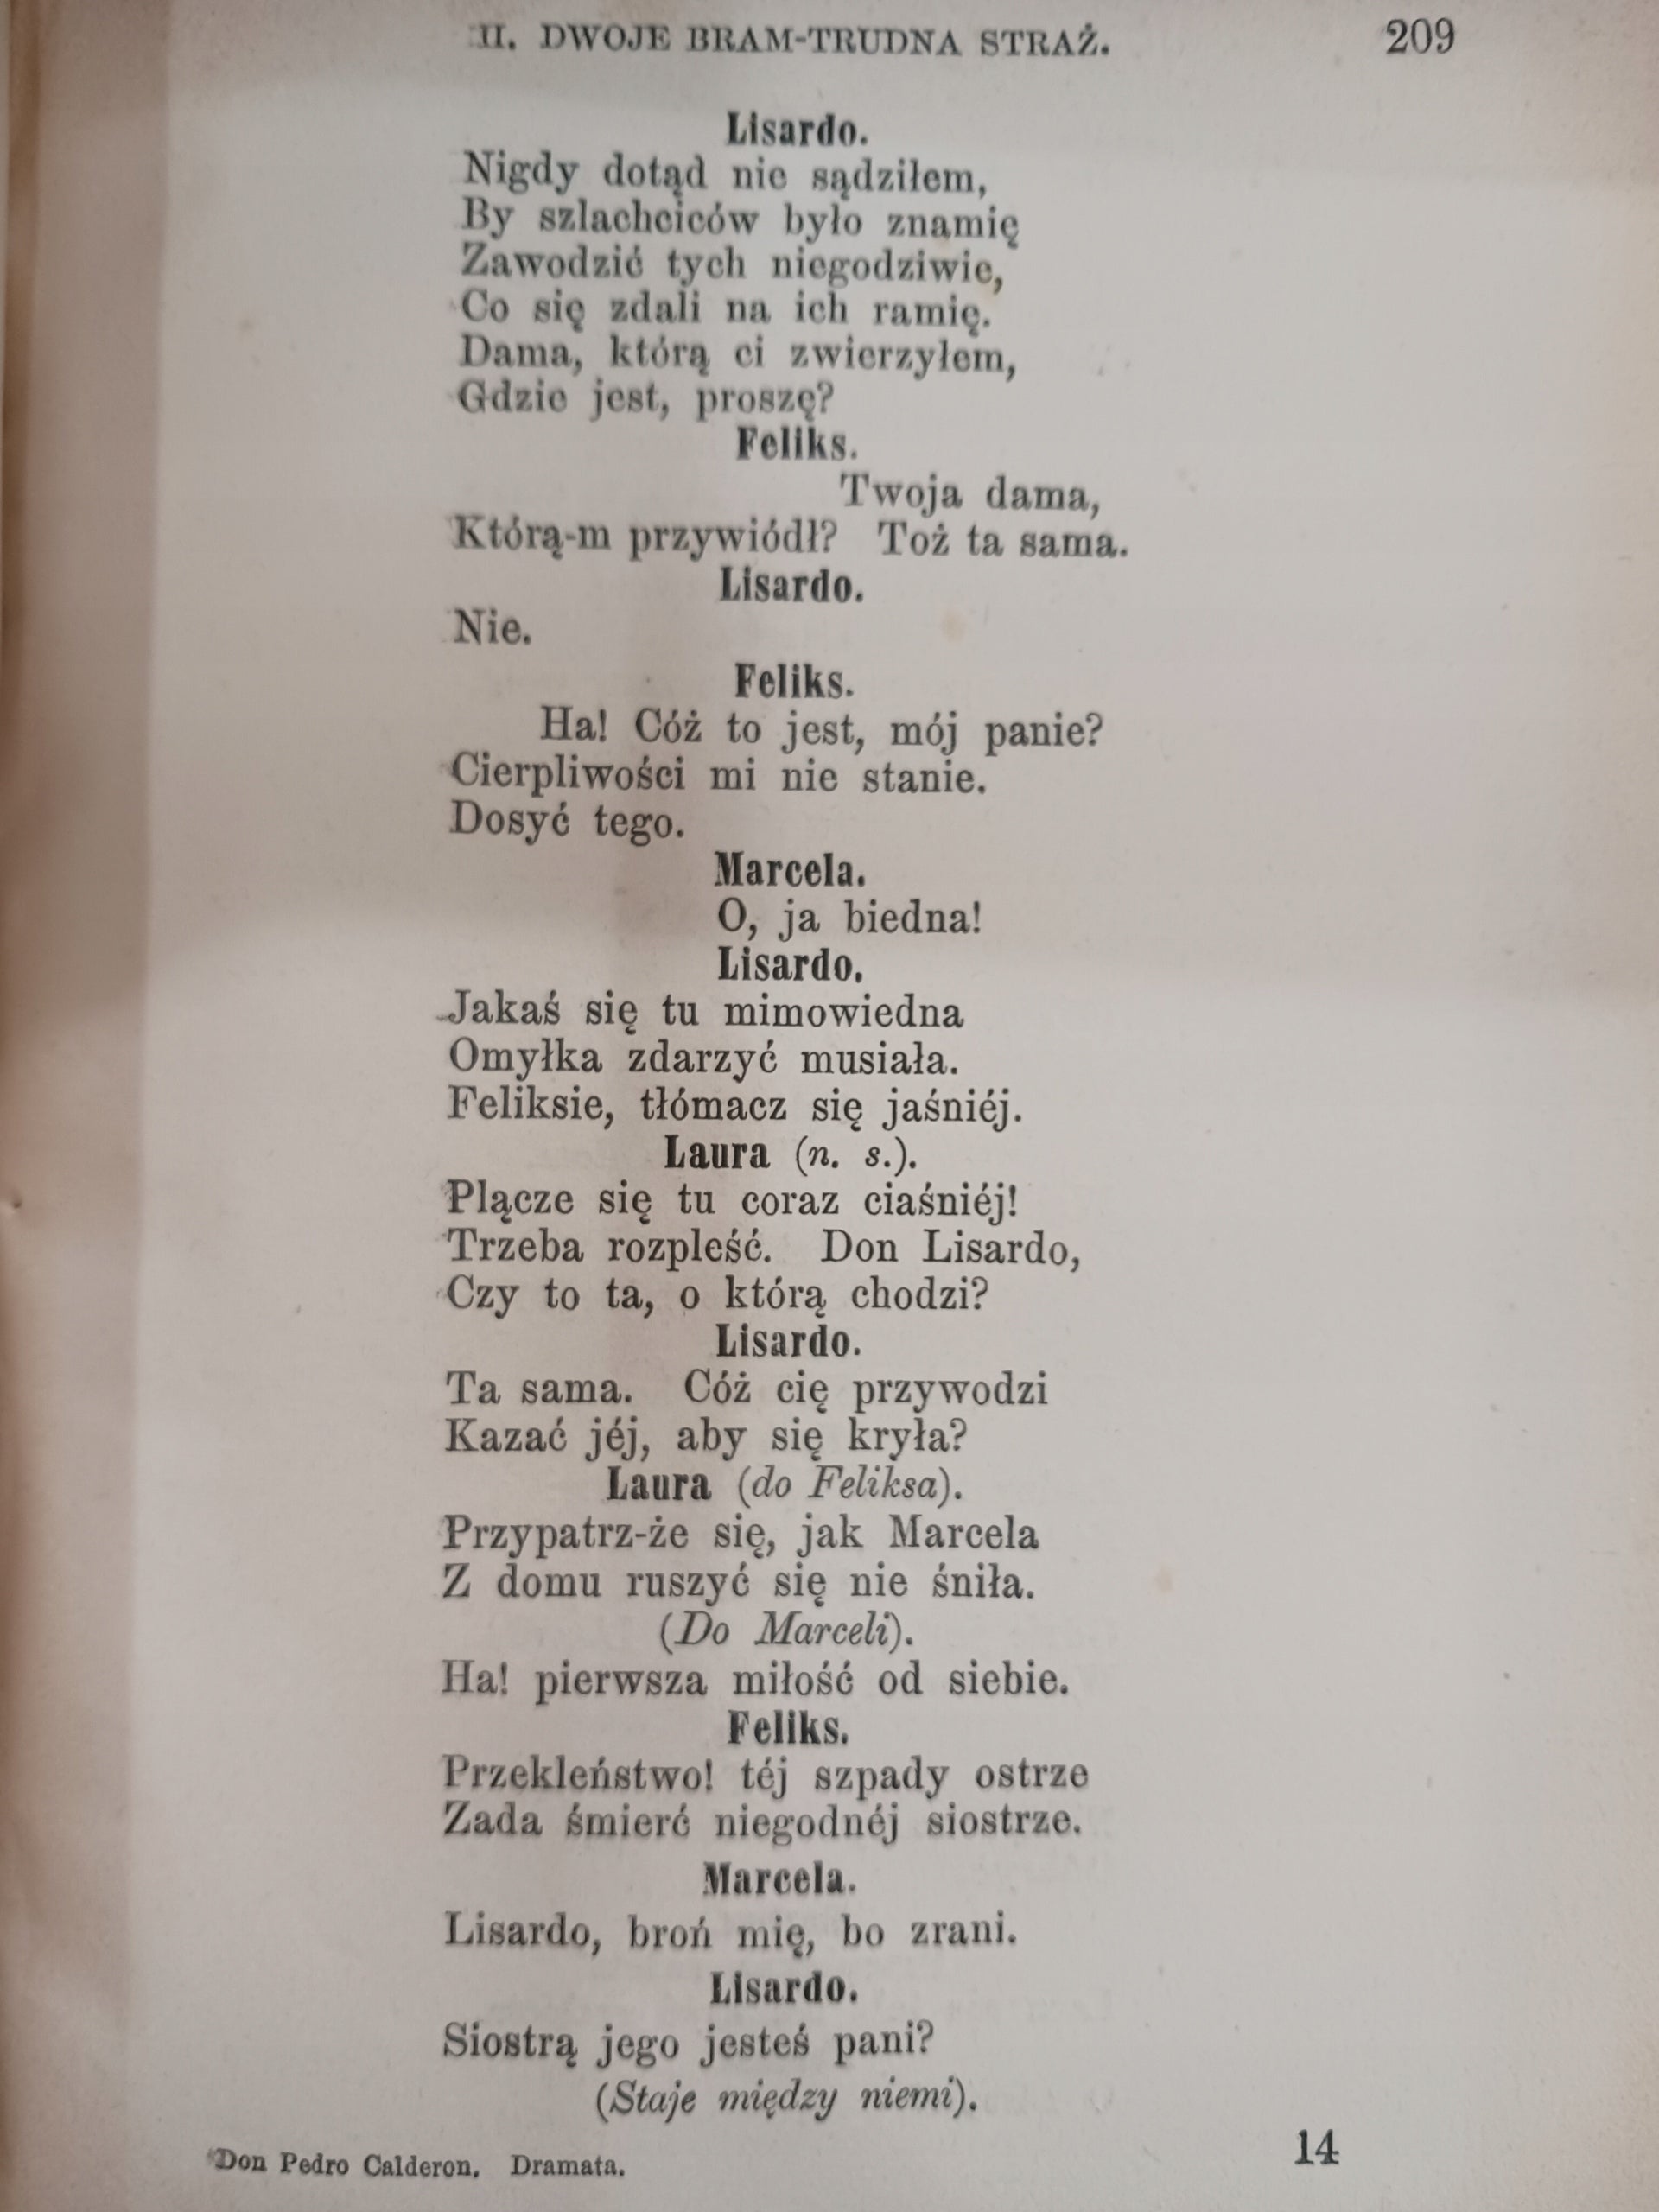 II. DWOJE BRAM-TRUDNA STRAŻ. 209
Lisardo.
Nigdy dotąd nie sądziłem,
By szlachciców było znamię
Zawodzić tych niegodziwie,
Co się zdali na ich ramię.
Dama, którą ci zwierzyłem,
Gdzie jest, proszę?
Feliks.
Twoja dama,
Którą-m przywiódł? Toż ta sama.
Lisardo.
Nie.
Feliks.
Ha! Cóż to jest, mój panie?
Cierpliwości mi nie stanie.
Dosyć tego.
Marcela.
O, ja biedna!
Lisardo.
Jakaś się tu mimowiedna
Omyłka zdarzyć musiała.
Feliksie, tłómacz się jaśniéj.
Laura (n. s.).
Plącze się tu coraz ciaśniéj!
Trzeba rozpleść. Don Lisardo,
Czy to ta, o którą chodzi?
Lisardo.
Ta sama. Cóż cię przywodzi
Kazać jéj, aby się kryła?
Laura (do Feliksa).
Przypatrz-że się, jak Marcela
Z domu ruszyć się nie śniła.
(Do Marceli).
Ha! pierwsza miłość od siebie.
Feliks.
Przekleństwo! téj szpady ostrze
Zada śmierć niegodnéj siostrze.
Marcela.
Lisardo, broń mię, bo zrani.
Lisardo.
Siostrą jego jesteś pani?
(Staje między niemi).
Don Pedro Calderon. Dramata. 14